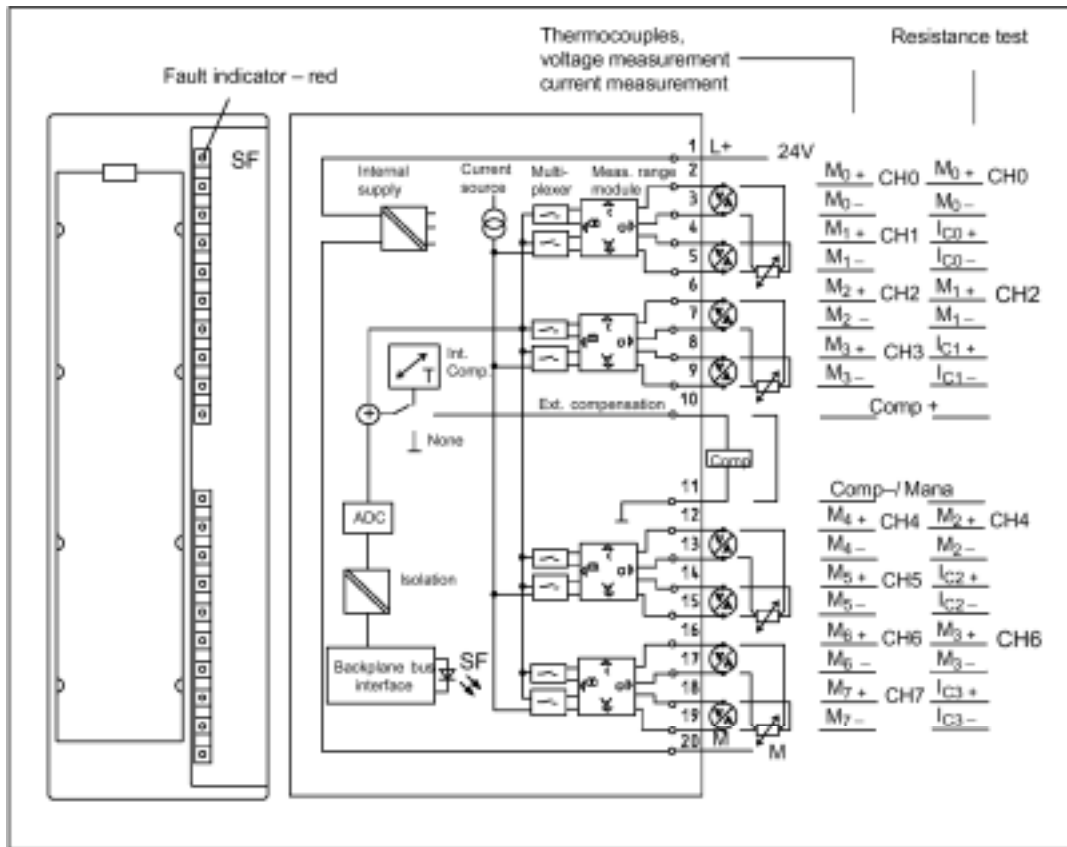 Thermocouples,
voltage measurement
current measurement
Resistance test
Fault indicator – red
SF
1 L+ 24V
Internal
supply
Current
source
Multi-
plexer
Meas. range
module
2
3
4
5
6
7
8
9
10
Int.
Comp.
T
Ext. compensation
None
Comp
11
12
13
14
15
16
17
18
19
20
M
M
ADC
Isolation
Backplane bus
interface
SF
M0 + CH0 M0 + CH0
M0 – M0 –
M1 + CH1 IC0 +
M1 – IC0 –
M2 + CH2 M1 + CH2
M2 – M1 –
M3 + CH3 IC1 +
M3 – IC1 –
Comp +
Comp–/ Mana
M4 + CH4 M2 + CH4
M4 – M2 –
M5 + CH5 IC2 +
M5 – IC2 –
M6 + CH6 M3 + CH6
M6 – M3 –
M7 + CH7 IC3 +
M7 – IC3 –